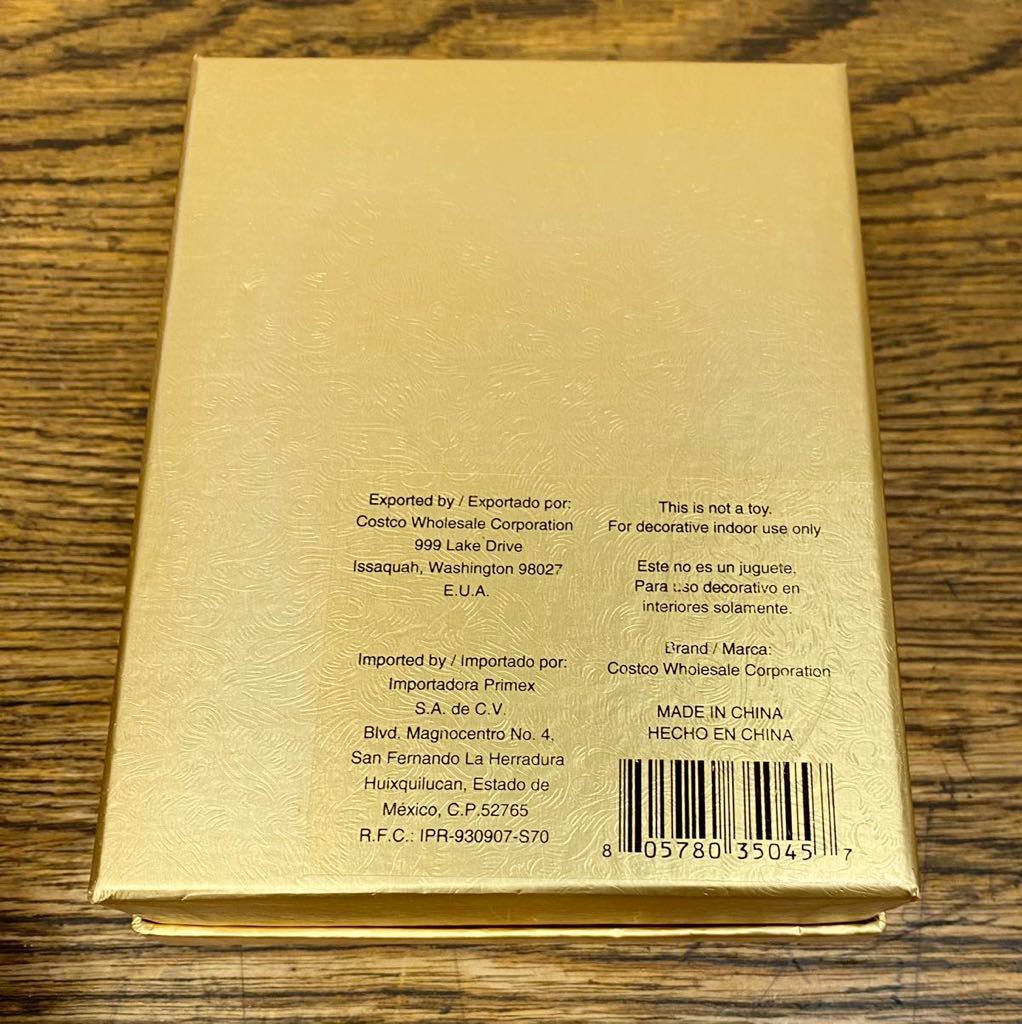 Exported by / Exportado por:
Costco Wholesale Corporation
999 Lake Drive
Issaquah, Washington 98027
E.U.A.
Imported by / Importado por:
Importadora Primex
S.A. de C.V.
Blvd. Magnocentro No. 4,
San Fernando La Herradura
Huixquilucan, Estado de
México, C.P.52765
R.F.C.: IPR-930907-S70
This is not a toy.
For decorative indoor use only
Este no es un juguete.
Para uso decorativo en
interiores solamente.
Brand / Marca:
Costco Wholesale Corporation
MADE IN CHINA
HECHO EN CHINA
8 05780 35045 7